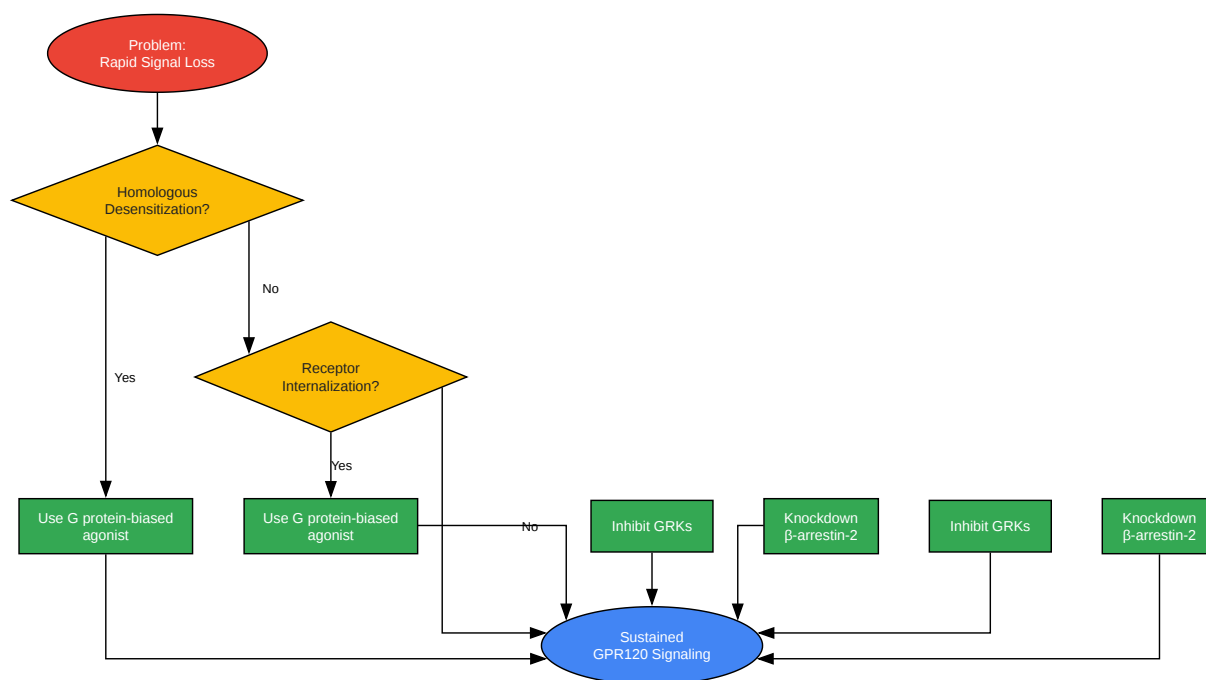 Problem:
Rapid Signal Loss
Homologous
Desensitization?
No
Receptor
Internalization?
Yes
Yes
Use G protein-biased
agonist
Use G protein-biased
agonist
No
Inhibit GRKs
Knockdown
β-arrestin-2
Inhibit GRKs
Knockdown
β-arrestin-2
Sustained
GPR120 Signaling